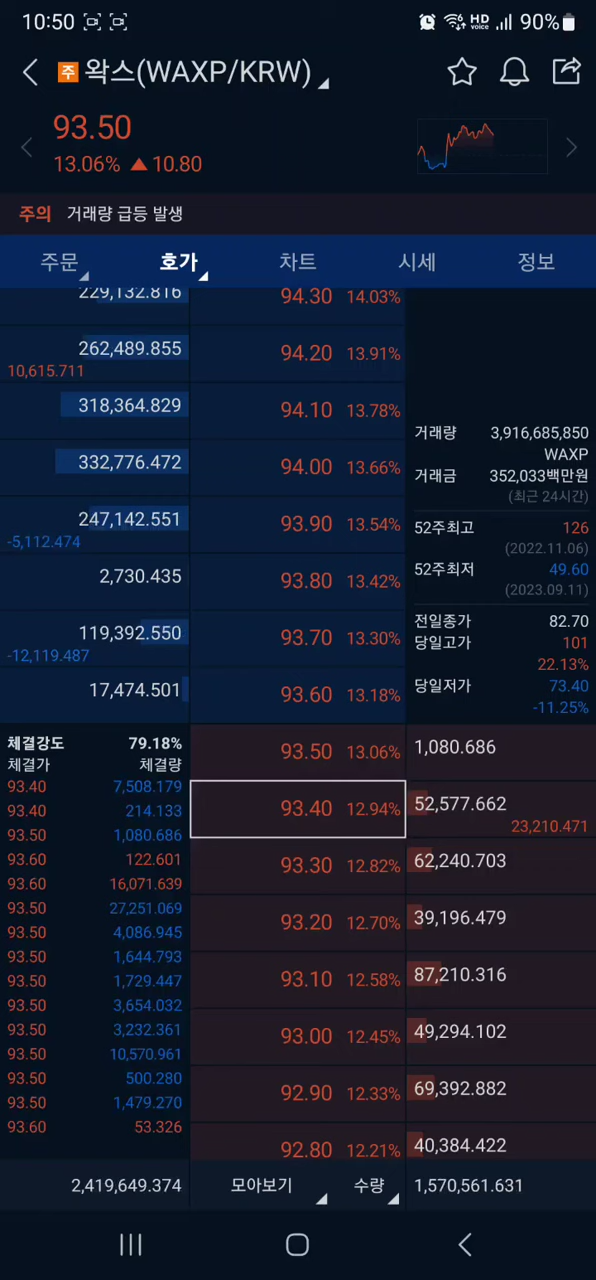 10:50 HD voice 90%
주 왁스(WAXP/KRW)
93.50
13.06% ▲ 10.80
주의 거래량 급등 발생
주문 호가 차트 시세 정보
229,132.816 94.30 14.03%
262,489.855 94.20 13.91%
10,615.711
318,364.829 94.10 13.78%
332,776.472 94.00 13.66%
247,142.551 93.90 13.54%
-5,112.474
2,730.435 93.80 13.42%
119,392.550 93.70 13.30%
-12,119.487
17,474.501 93.60 13.18%
거래량 3,916,685,850
WAXP
거래금 352,033백만원
(최근 24시간)
52주최고 126
(2022.11.06)
52주최저 49.60
(2023.09.11)
전일종가 82.70
당일고가 101
22.13%
당일저가 73.40
-11.25%
체결강도 79.18%
체결가 체결량
93.40 7,508.179
93.40 214.133
93.50 1,080.686
93.60 122.601
93.60 16,071.639
93.50 27,251.069
93.50 4,086.945
93.50 1,644.793
93.50 1,729.447
93.50 3,654.032
93.50 3,232.361
93.50 10,570.961
93.50 500.280
93.50 1,479.270
93.60 53.326
93.50 13.06% 1,080.686
93.40 12.94% 52,577.662
23,210.471
93.30 12.82% 62,240.703
93.20 12.70% 39,196.479
93.10 12.58% 87,210.316
93.00 12.45% 49,294.102
92.90 12.33% 69,392.882
92.80 12.21% 40,384.422
2,419,649.374 모아보기 수량 1,570,561.631